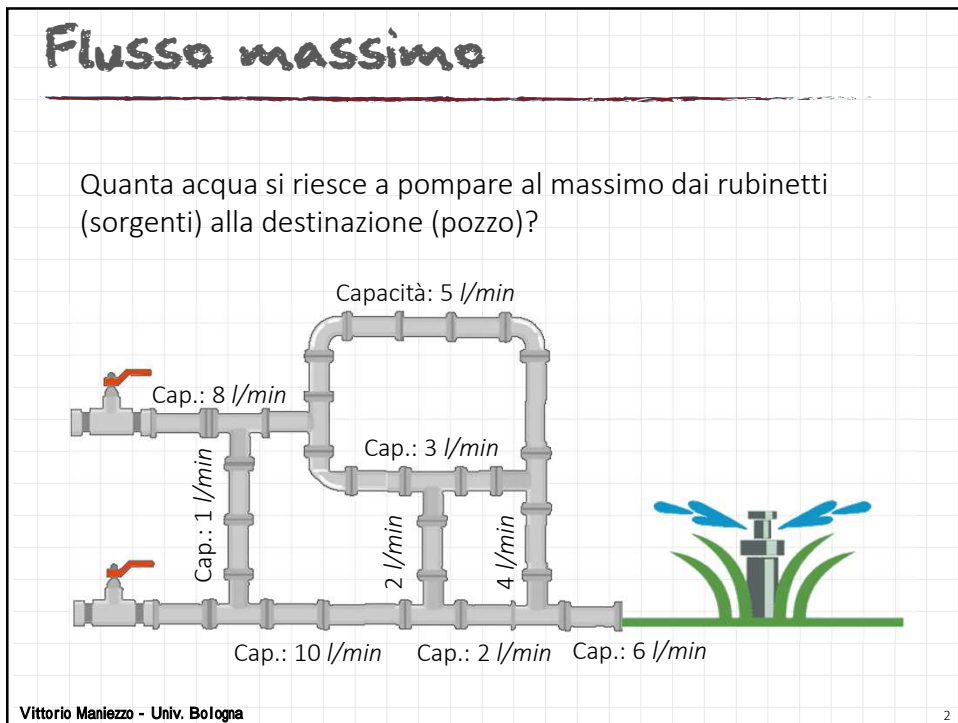 Flusso massimo
Quanta acqua si riesce a pompare al massimo dai rubinetti
(sorgenti) alla destinazione (pozzo)?
Capacità: 5 l/min
Cap.: 8 l/min
Cap.: 3 l/min
Cap.: 1 l/min
2 l/min
4 l/min
Cap.: 10 l/min
Cap.: 2 l/min
Cap.: 6 l/min
Vittorio Maniezzo - Univ. Bologna
2